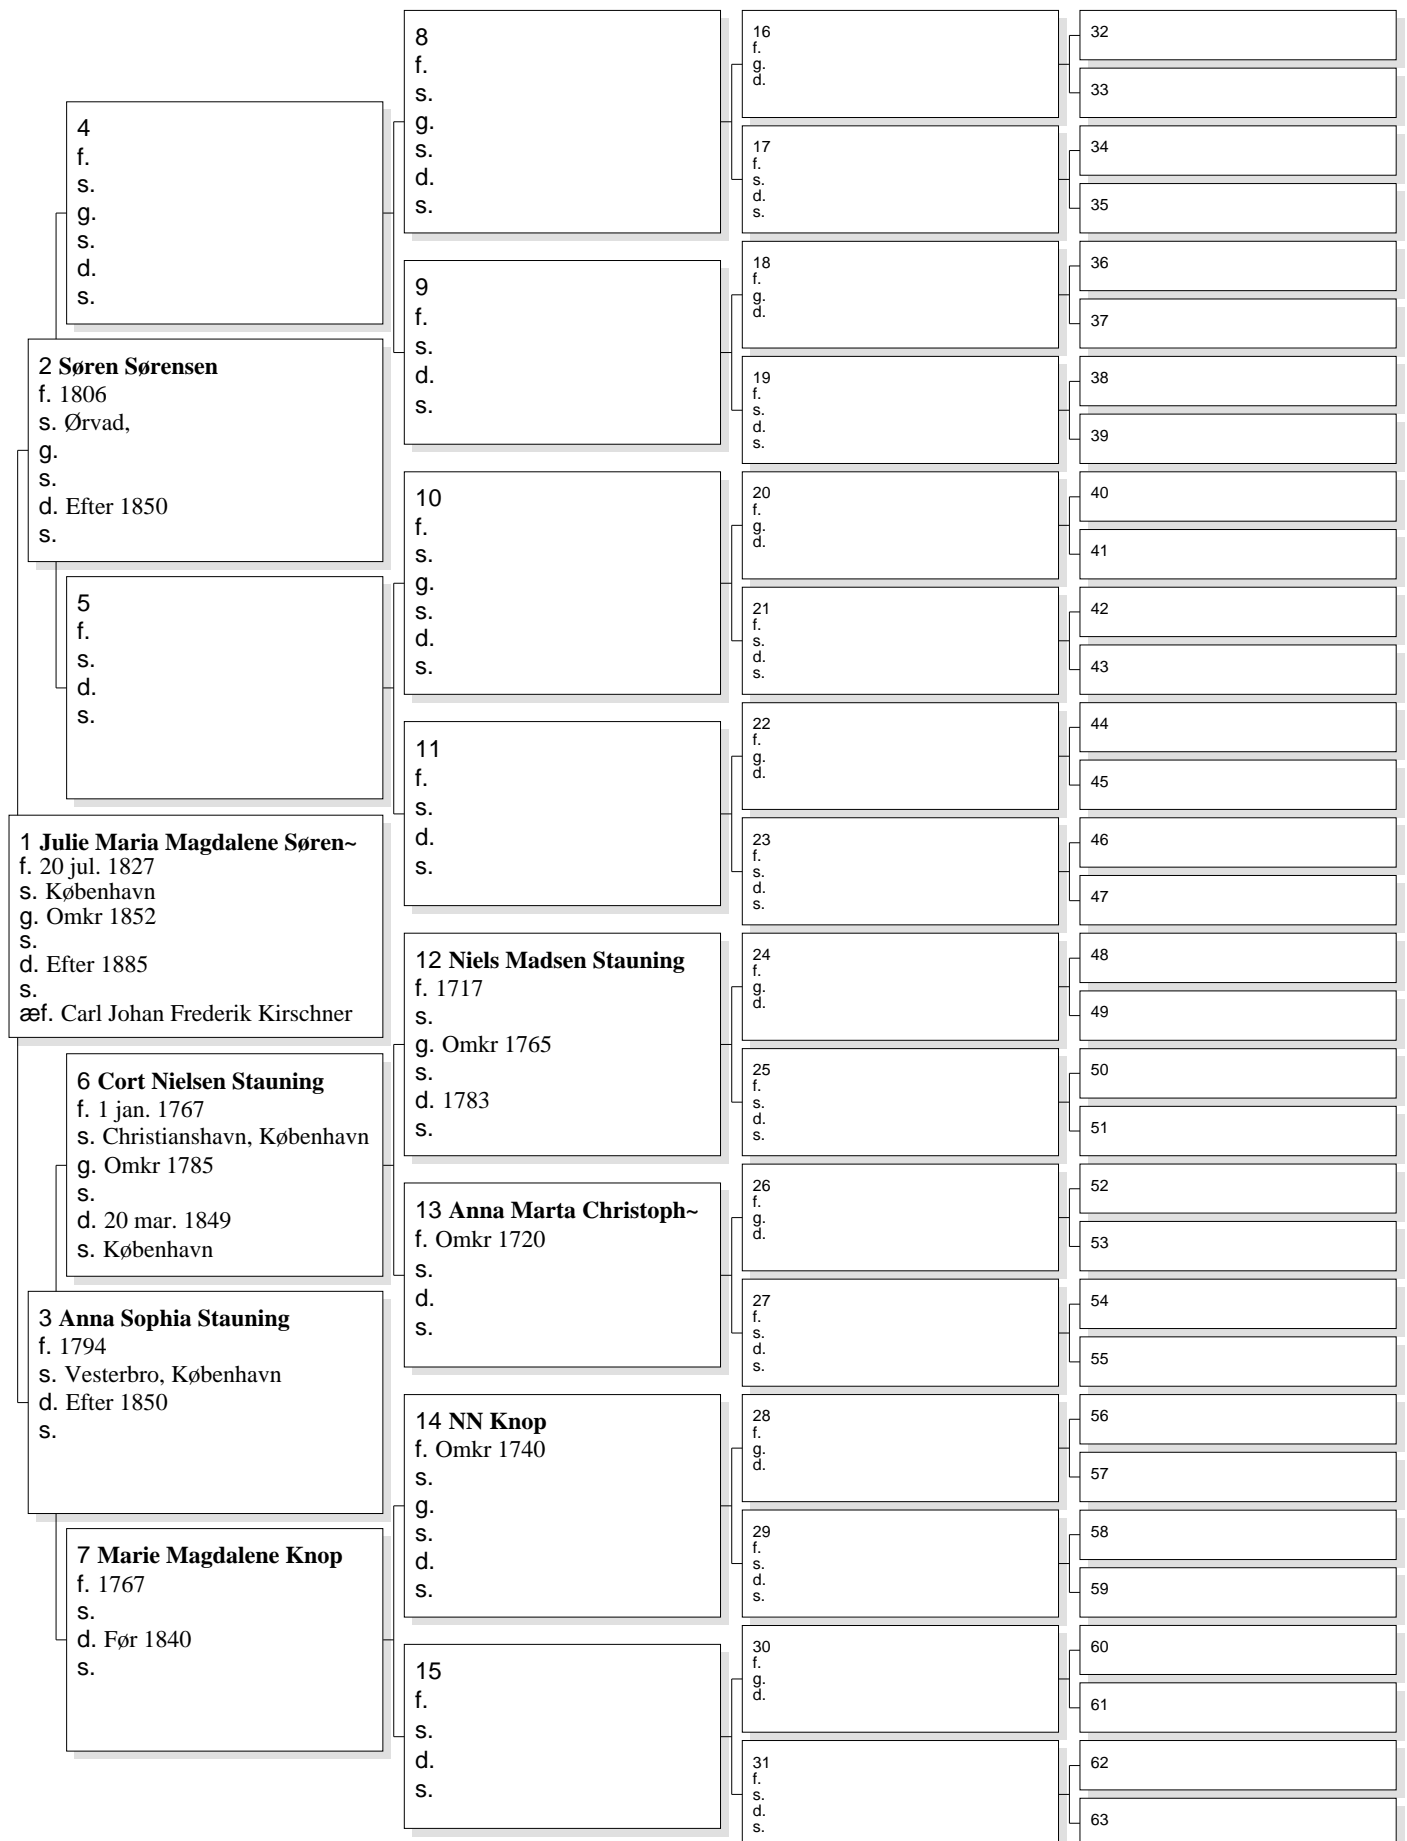 8
f.
s.
g.
s.
d.
s.
4
f.
s.
g.
s.
d.
s.
9
f.
s.
d.
s.
2 Søren Sørensen
f. 1806
s. Ørvad,
g.
s.
d. Efter 1850
s.
10
f.
s.
g.
s.
d.
s.
5
f.
s.
d.
s.
11
f.
s.
d.
s.
1 Julie Maria Magdalene Søren~
f. 20 jul. 1827
s. København
g. Omkr 1852
s.
d. Efter 1885
s.
æf. Carl Johan Frederik Kirschner
12 Niels Madsen Stauning
f. 1717
s.
g. Omkr 1765
s.
d. 1783
s.
6 Cort Nielsen Stauning
f. 1 jan. 1767
s. Christianshavn, København
g. Omkr 1785
s.
d. 20 mar. 1849
s. København
13 Anna Marta Christoph~
f. Omkr 1720
s.
d.
s.
3 Anna Sophia Stauning
f. 1794
s. Vesterbro, København
d. Efter 1850
s.
14 NN Knop
f. Omkr 1740
s.
g.
s.
d.
s.
7 Marie Magdalene Knop
f. 1767
s.
d. Før 1840
s.
15
f.
s.
d.
s.
16
f.
g.
d.
17
f.
s.
d.
s.
18
f.
g.
d.
19
f.
s.
d.
s.
20
f.
g.
d.
21
f.
s.
d.
s.
22
f.
g.
d.
23
f.
s.
d.
s.
24
f.
g.
d.
25
f.
s.
d.
s.
26
f.
g.
d.
27
f.
s.
d.
s.
28
f.
g.
d.
29
f.
s.
d.
s.
30
f.
g.
d.
31
f.
s.
d.
s.
32
33
34
35
36
37
38
39
40
41
42
43
44
45
46
47
48
49
50
51
52
53
54
55
56
57
58
59
60
61
62
63